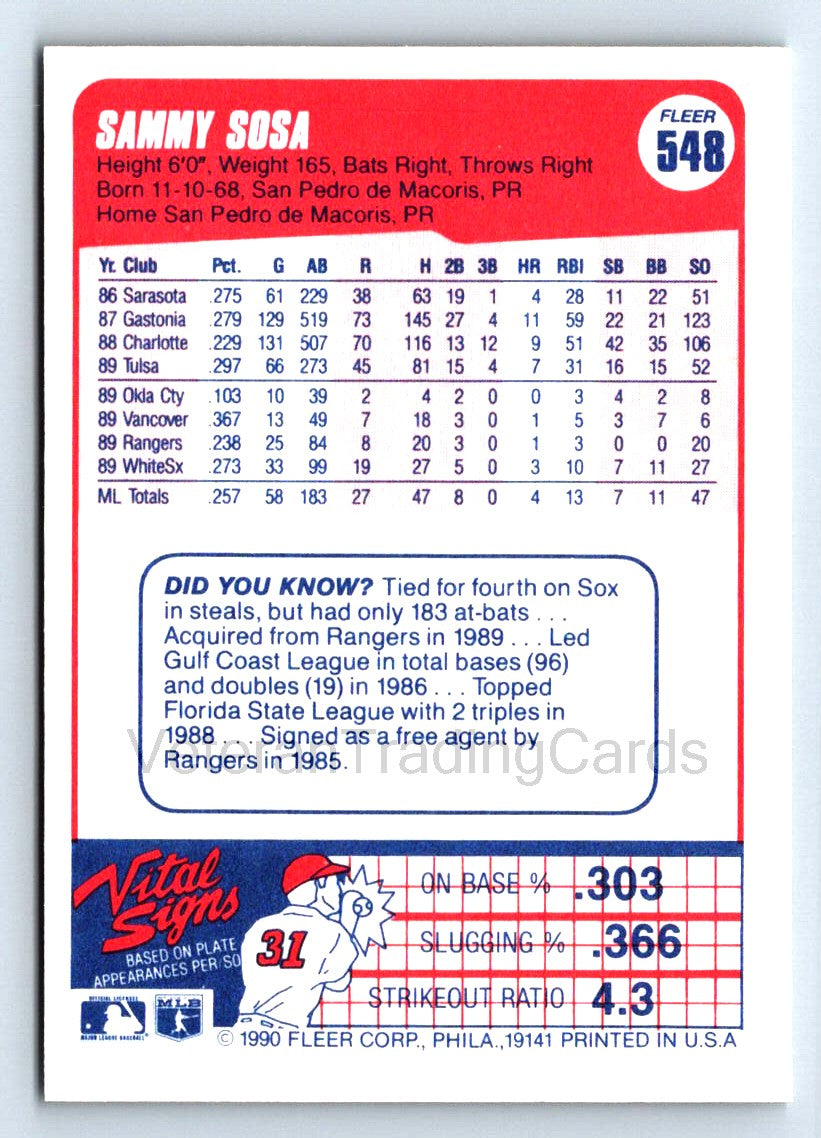 SAMMY SOSA
FLEER
548
Height 6'0", Weight 165, Bats Right, Throws Right
Born 11-10-68, San Pedro de Macoris, PR
Home San Pedro de Macoris, PR
Yr. Club Pct. G AB R H 2B 3B HR RBI SB BB SO
86 Sarasota .275 61 229 38 63 19 1 4 28 11 22 51
87 Gastonia .279 129 519 73 145 27 4 11 59 22 21 123
88 Charlotte .229 131 507 70 116 13 12 9 51 42 35 106
89 Tulsa .297 66 273 45 81 15 4 7 31 16 15 52
89 Okla Cty .103 10 39 2 4 2 0 0 3 4 2 8
89 Vancover .367 13 49 7 18 3 0 1 5 3 7 6
89 Rangers .238 25 84 8 20 3 0 1 3 0 0 20
89 WhiteSx .273 33 99 19 27 5 0 3 10 7 11 27
ML Totals .257 58 183 27 47 8 0 4 13 7 11 47
DID YOU KNOW? Tied for fourth on Sox
in steals, but had only 183 at-bats . . .
Acquired from Rangers in 1989 . . . Led
Gulf Coast League in total bases (96)
and doubles (19) in 1986 . . . Topped
Florida State League with 2 triples in
1988 . . . Signed as a free agent by
Rangers in 1985.
VeteranTradingCards
Vital
Signs
BASED ON PLATE
APPEARANCES PER/SO
31
ON BASE % .303
SLUGGING % .366
STRIKEOUT RATIO 4.3
OFFICIAL LICENSEE
MAJOR LEAGUE BASEBALL
MLB
© 1990 FLEER CORP., PHILA.,19141 PRINTED IN U.S.A